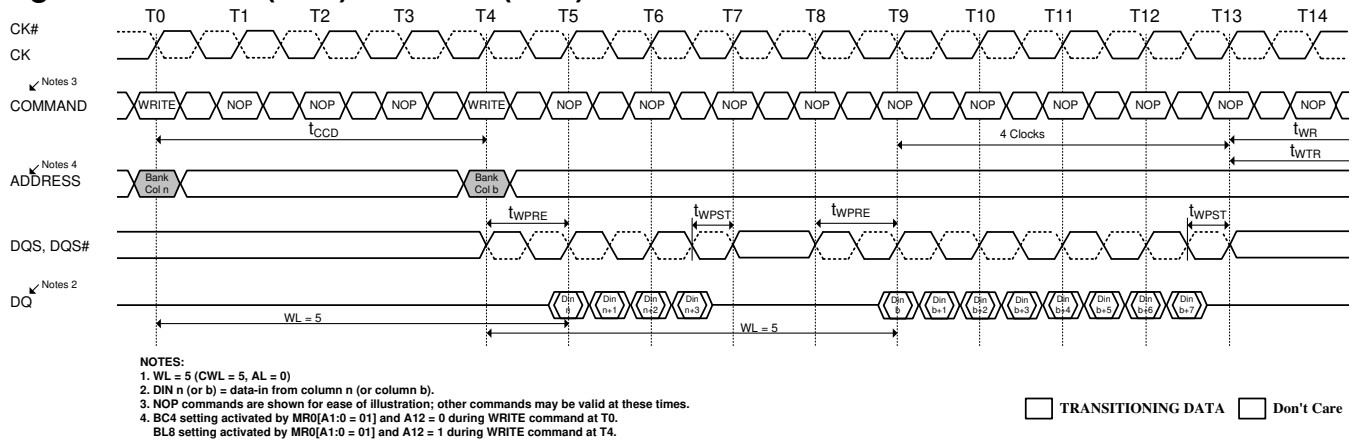 T0 T1 T2 T3 T4 T5 T6 T7 T8 T9 T10 T11 T12 T13 T14
CK#
CK
Notes 3
COMMAND
WRITE NOP NOP NOP WRITE NOP NOP NOP NOP NOP NOP NOP NOP NOP NOP
tCCD
4 Clocks
tWR
tWTR
Notes 4
ADDRESS
Bank Col n
Bank Col b
tWPRE tWPST tWPRE tWPST
DQS, DQS#
Notes 2
DQ
Din n Din n+1 Din n+2 Din n+3 Din b Din b+1 Din b+2 Din b+3 Din b+4 Din b+5 Din b+6 Din b+7
WL = 5
WL = 5
NOTES:
1. WL = 5 (CWL = 5, AL = 0)
2. DIN n (or b) = data-in from column n (or column b).
3. NOP commands are shown for ease of illustration; other commands may be valid at these times.
4. BC4 setting activated by MR0[A1:0 = 01] and A12 = 0 during WRITE command at T0.
BL8 setting activated by MR0[A1:0 = 01] and A12 = 1 during WRITE command at T4.
TRANSITIONING DATA
Don't Care